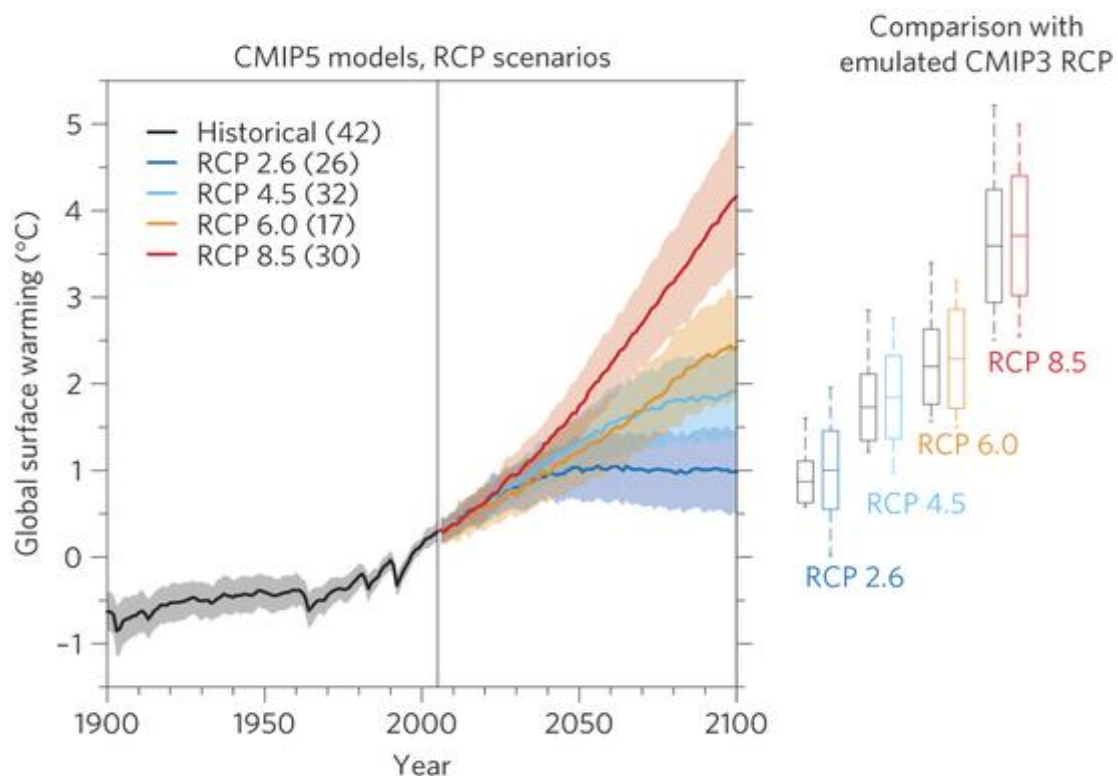 CMIP5 models, RCP scenarios
Comparison with
emulated CMIP3 RCP
Historical (42)
RCP 2.6 (26)
RCP 4.5 (32)
RCP 6.0 (17)
RCP 8.5 (30)
Global surface warming (°C)
5
4
3
2
1
0
–1
1900
1950
2000
2050
2100
Year
RCP 8.5
RCP 6.0
RCP 4.5
RCP 2.6